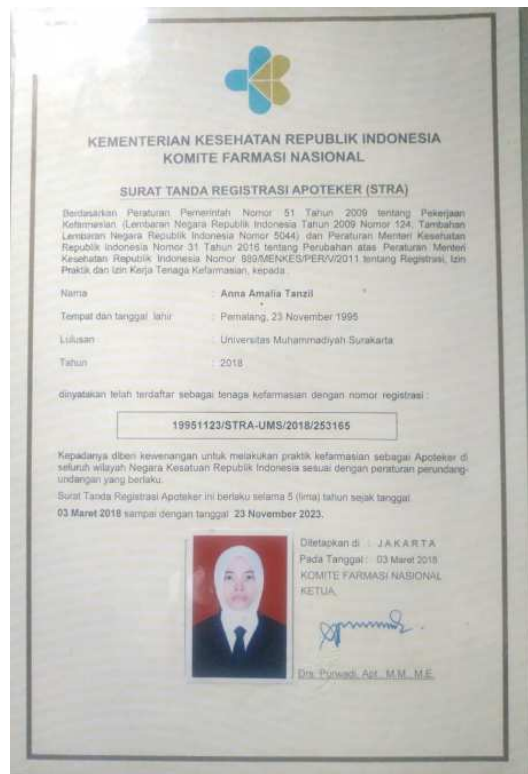 KEMENTERIAN KESEHATAN REPUBLIK INDONESIA
KOMITE FARMASI NASIONAL
SURAT TANDA REGISTRASI APOTEKER (STRA)
Berdasarkan Peraturan Pemerintah Nomor 51 Tahun 2009 tentang Pekerjaan
Kefarmasian (Lembaran Negara Republik Indonesia Tahun 2009 Nomor 124, Tambahan
Lembaran Negara Republik Indonesia Nomor 5044) dan Peraturan Menteri Kesehatan
Republik Indonesia Nomor 31 Tahun 2016 tentang Perubahan atas Peraturan Menteri
Kesehatan Republik Indonesia Nomor 889/MENKES/PER/V/2011 tentang Registrasi, Izin
Praktik dan Izin Kerja Tenaga Kefarmasian, kepada
Nama : Anna Amalia Tanzil
Tempat dan tanggal lahir : Pemalang, 23 November 1995
Lulusan : Universitas Muhammadiyah Surakarta
Tahun : 2018
dinyatakan telah terdaftar sebagai tenaga kefarmasian dengan nomor registrasi :
19951123/STRA-UMS/2018/253165
Kepadanya diberi kewenangan untuk melakukan praktik kefarmasian sebagai Apoteker di
seluruh wilayah Negara Kesatuan Republik Indonesia sesuai dengan peraturan perundang-
undangan yang berlaku.
Surat Tanda Registrasi Apoteker ini berlaku selama 5 (lima) tahun sejak tanggal
03 Maret 2018 sampai dengan tanggal 23 November 2023.
Ditetapkan di : JAKARTA
Pada Tanggal : 03 Maret 2018
KOMITE FARMASI NASIONAL
KETUA,
Drs. Purwadi, Apt., M.M., M.E.